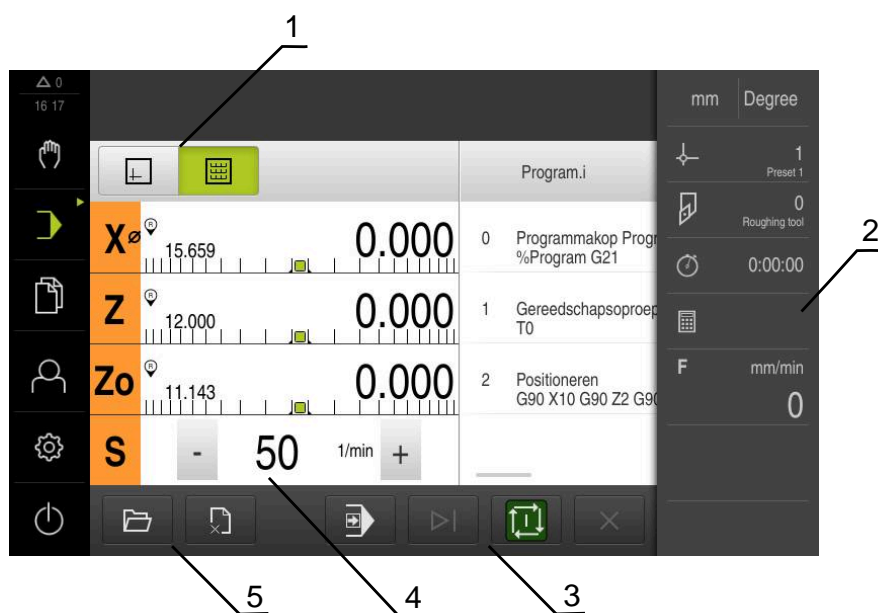 1
0
16 17
mm Degree
1
Preset 1
Program.i
0
Roughing tool
2
X ⌀ R 15.659 0.000
0 Programmakop Progr
%Program G21
0:00:00
Z R 12.000 0.000
1 Gereedschapsoproep
T0
Zo R 11.143 0.000
2 Positioneren
G90 X10 G90 Z2 G90
F mm/min
0
S - 50 1/min +
5 4 3